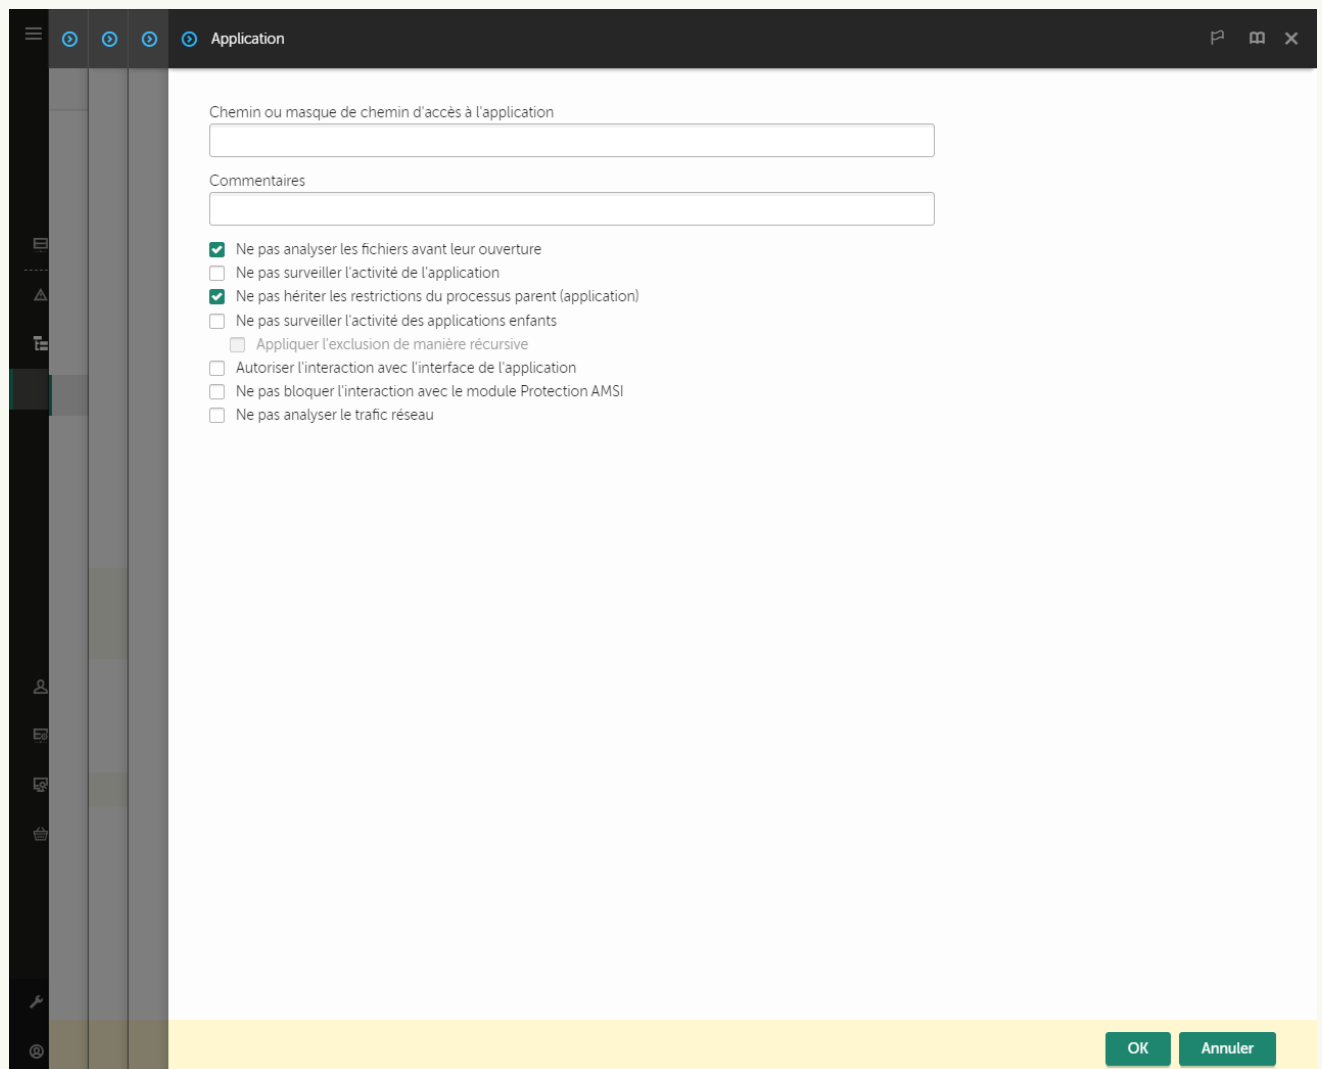 Application
Chemin ou masque de chemin d'accès à l'application
Commentaires
Ne pas analyser les fichiers avant leur ouverture
Ne pas surveiller l'activité de l'application
Ne pas hériter les restrictions du processus parent (application)
Ne pas surveiller l'activité des applications enfants
Appliquer l'exclusion de manière récursive
Autoriser l'interaction avec l'interface de l'application
Ne pas bloquer l'interaction avec le module Protection AMSI
Ne pas analyser le trafic réseau
OK Annuler